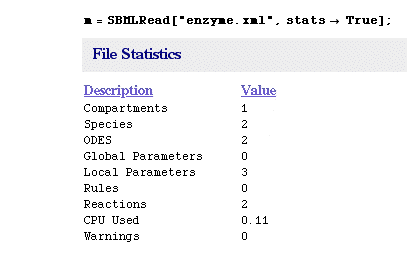 m = SBMLRead["enzyme.xml", stats → True];
File Statistics
Description Value
Compartments 1
Species 2
ODES 2
Global Parameters 0
Local Parameters 3
Rules 0
Reactions 2
CPU Used 0.11
Warnings 0